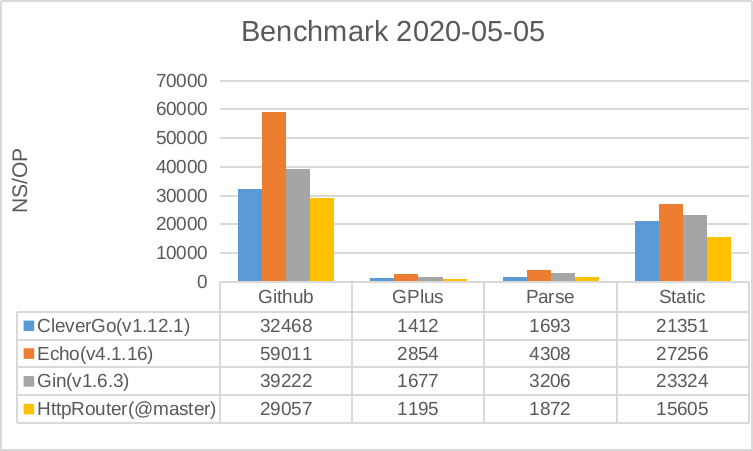 Benchmark 2020-05-05
NS/OP
70000
60000
50000
40000
30000
20000
10000
0
Github GPlus Parse Static
CleverGo(v1.12.1) 32468 1412 1693 21351
Echo(v4.1.16) 59011 2854 4308 27256
Gin(v1.6.3) 39222 1677 3206 23324
HttpRouter(@master) 29057 1195 1872 15605